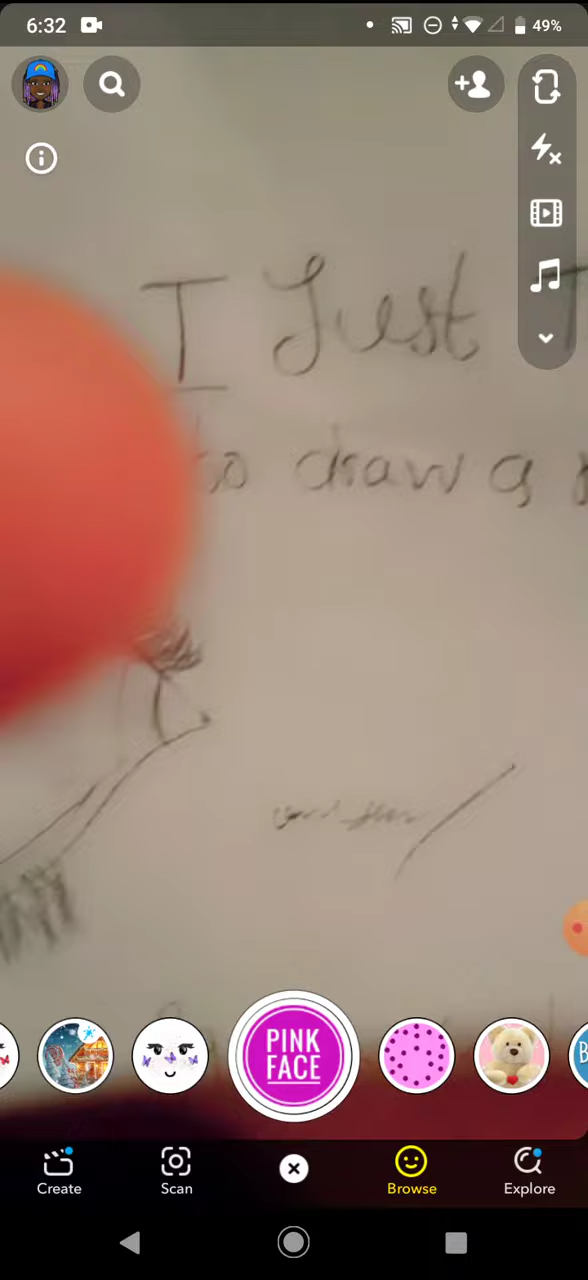 6:32
49%
I Just
to draw a
PINK
FACE
Create
Scan
Browse
Explore